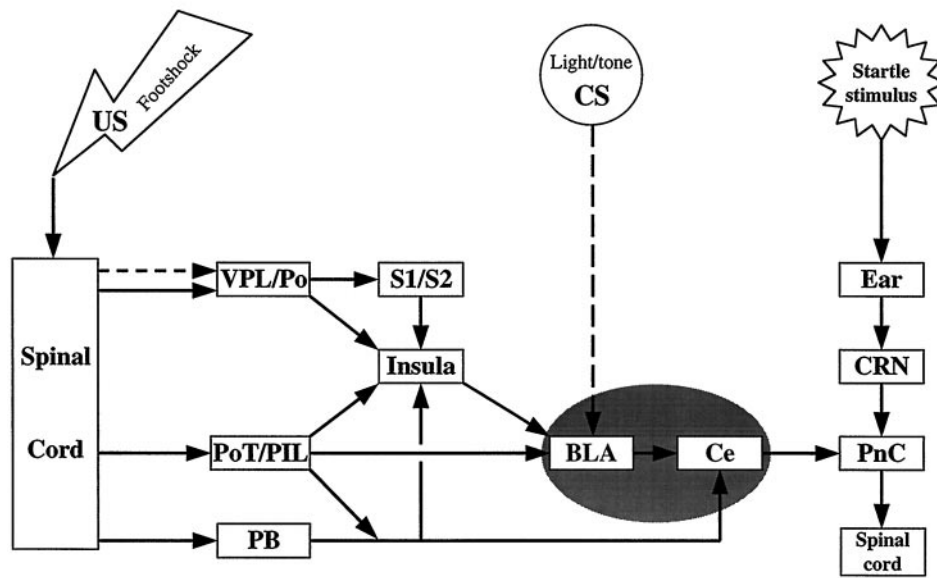 US
Footshock
Light/tone
CS
Startle
stimulus
Spinal
Cord
VPL/Po
S1/S2
Ear
Insula
CRN
PoT/PIL
BLA
Ce
PnC
PB
Spinal
cord